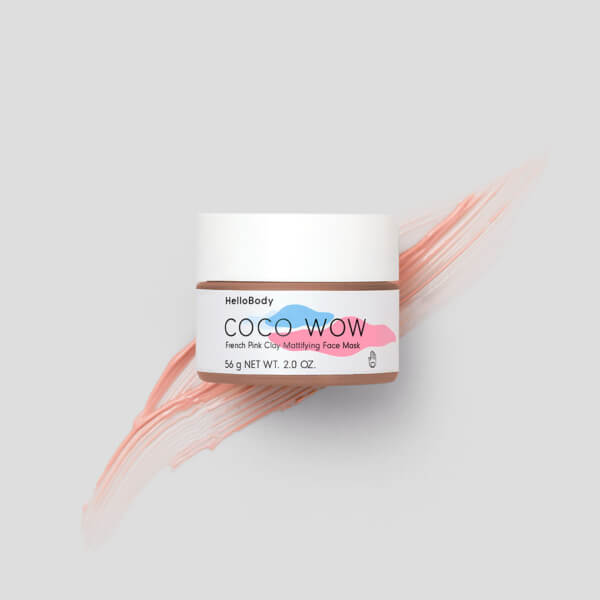 HelloBody
COCO WOW
French Pink Clay Mattifying Face Mask
56 g NET WT. 2.0 OZ.